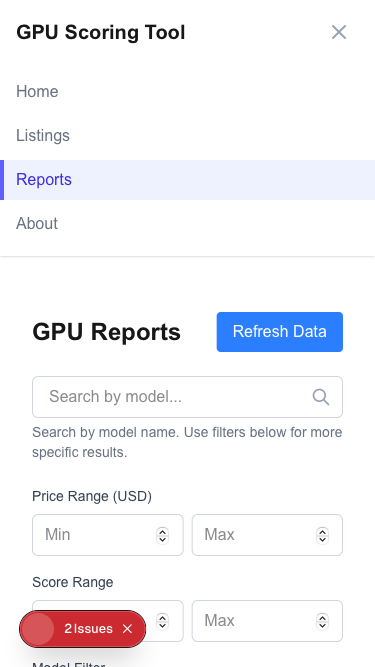 GPU Scoring Tool
Home
Listings
Reports
About
GPU Reports
Refresh Data
Search by model...
Search by model name. Use filters below for more
specific results.
Price Range (USD)
Min
Max
Score Range
Max
2 Issues
Model Filter